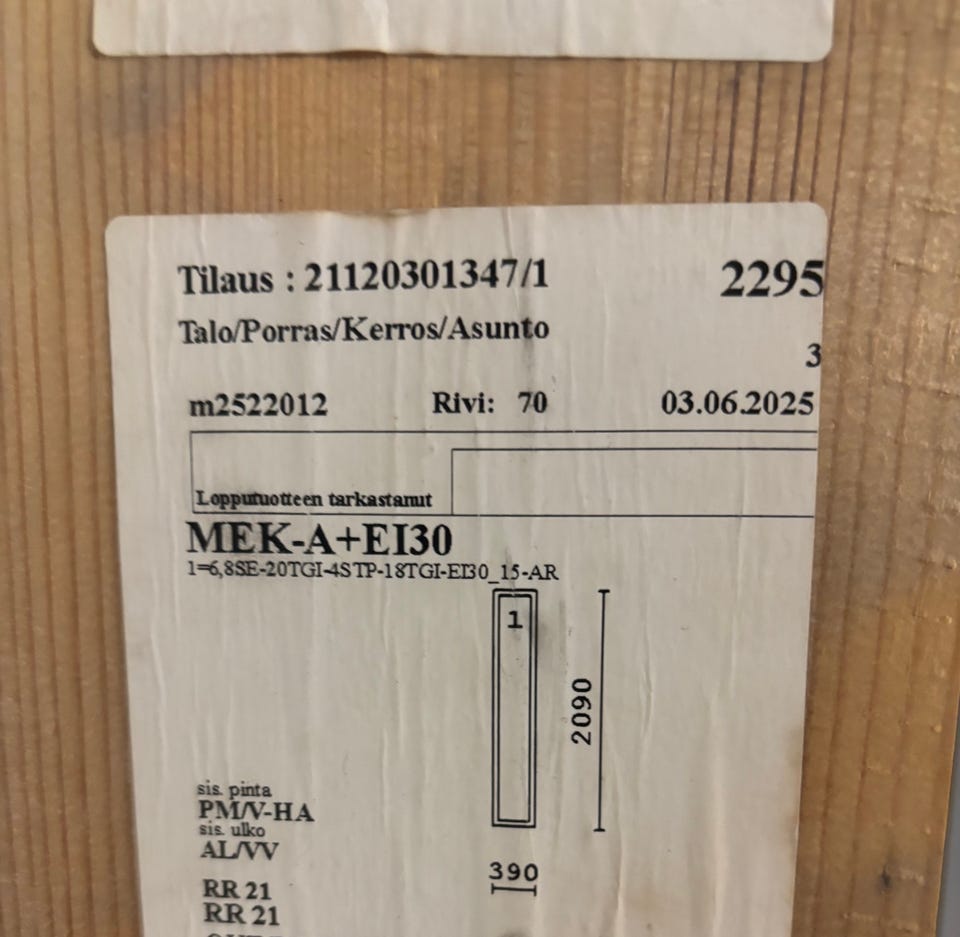 Tilaus : 21120301347/1 2295
Talo/Porras/Kerros/Asunto
3
m2522012 Rivi: 70 03.06.2025
Lopputuotteen tarkastanut
MEK-A+EI30
1=6,8SE-20TGI-4STP-18TGI-EI30_15-AR
1
2090
sis. pinta
PM/V-HA
sis. ulko
AL/VV
390
RR 21
RR 21